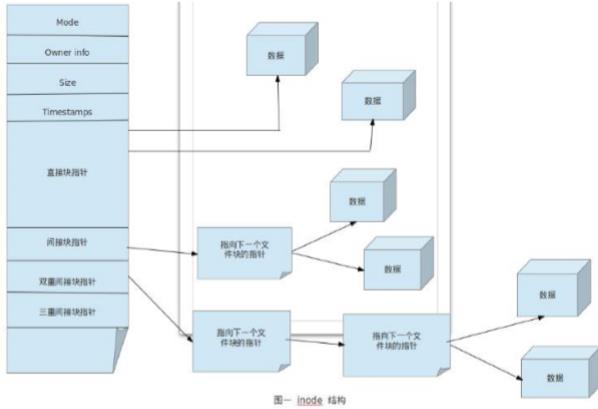 Mode
Owner info
Size
Timestamps
直接块指针
间接块指针
双重间接块指针
三重间接块指针
数据
数据
数据
指向下一个文
件块的指针
数据
数据
指向下一个文
件块的指针
指向下一个文
件块的指针
数据
图一 inode 结构